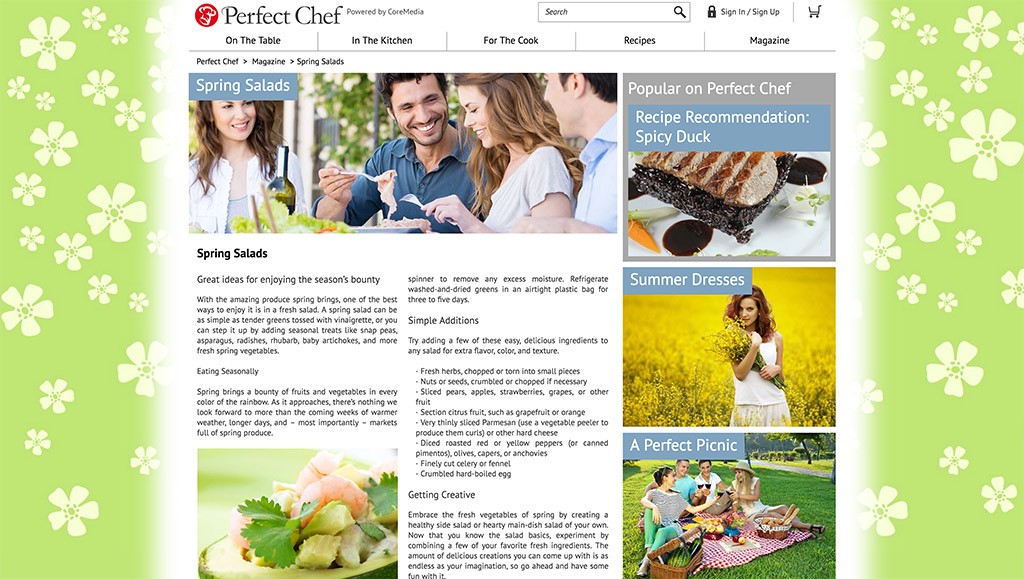 Perfect Chef Powered by CoreMedia
Search
Sign In / Sign Up
On The Table
In The Kitchen
For The Cook
Recipes
Magazine
Perfect Chef > Magazine > Spring Salads
Spring Salads
Spring Salads
Great ideas for enjoying the season's bounty
With the amazing produce spring brings, one of the best
ways to enjoy it is in a fresh salad. A spring salad can be
as simple as tender greens tossed with vinaigrette, or you
can step it up by adding seasonal treats like snap peas,
asparagus, radishes, rhubarb, baby artichokes, and more
fresh spring vegetables.
Eating Seasonally
Spring brings a bounty of fruits and vegetables in every
color of the rainbow. As it approaches, there's nothing we
look forward to more than the coming weeks of warmer
weather, longer days, and – most importantly – markets
full of spring produce.
spinner to remove any excess moisture. Refrigerate
washed-and-dried greens in an airtight plastic bag for
three to five days.
Simple Additions
Try adding a few of these easy, delicious ingredients to
any salad for extra flavor, color, and texture.
· Fresh herbs, chopped or torn into small pieces
· Nuts or seeds, crumbled or chopped if necessary
· Sliced pears, apples, strawberries, grapes, or other
fruit
· Section citrus fruit, such as grapefruit or orange
· Very thinly sliced Parmesan (use a vegetable peeler to
produce them curls) or other hard cheese
· Diced roasted red or yellow peppers (or canned
pimentos), olives, capers, or anchovies
· Finely cut celery or fennel
· Crumbled hard-boiled egg
Getting Creative
Embrace the fresh vegetables of spring by creating a
healthy side salad or hearty main-dish salad of your own.
Now that you know the salad basics, experiment by
combining a few of your favorite fresh ingredients. The
amount of delicious creations you can come up with is as
endless as your imagination, so go ahead and have some
fun with it.
Popular on Perfect Chef
Recipe Recommendation:
Spicy Duck
Summer Dresses
A Perfect Picnic